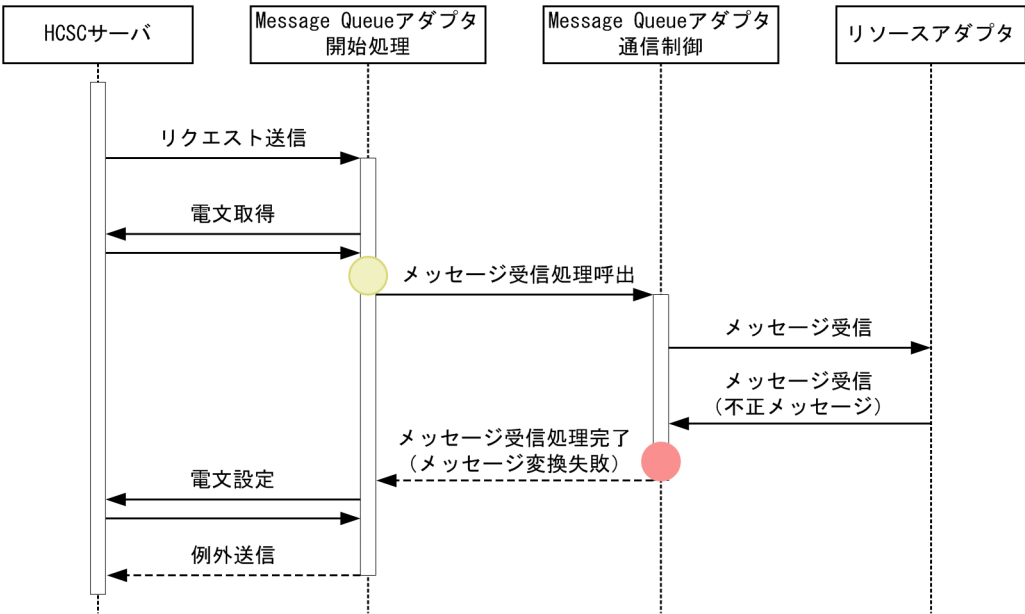 HCSCサーバ
Message Queueアダプタ
開始処理
Message Queueアダプタ
通信制御
リソースアダプタ
リクエスト送信
電文取得
メッセージ受信処理呼出
メッセージ受信
メッセージ受信
（不正メッセージ）
メッセージ受信処理完了
（メッセージ変換失敗）
電文設定
例外送信